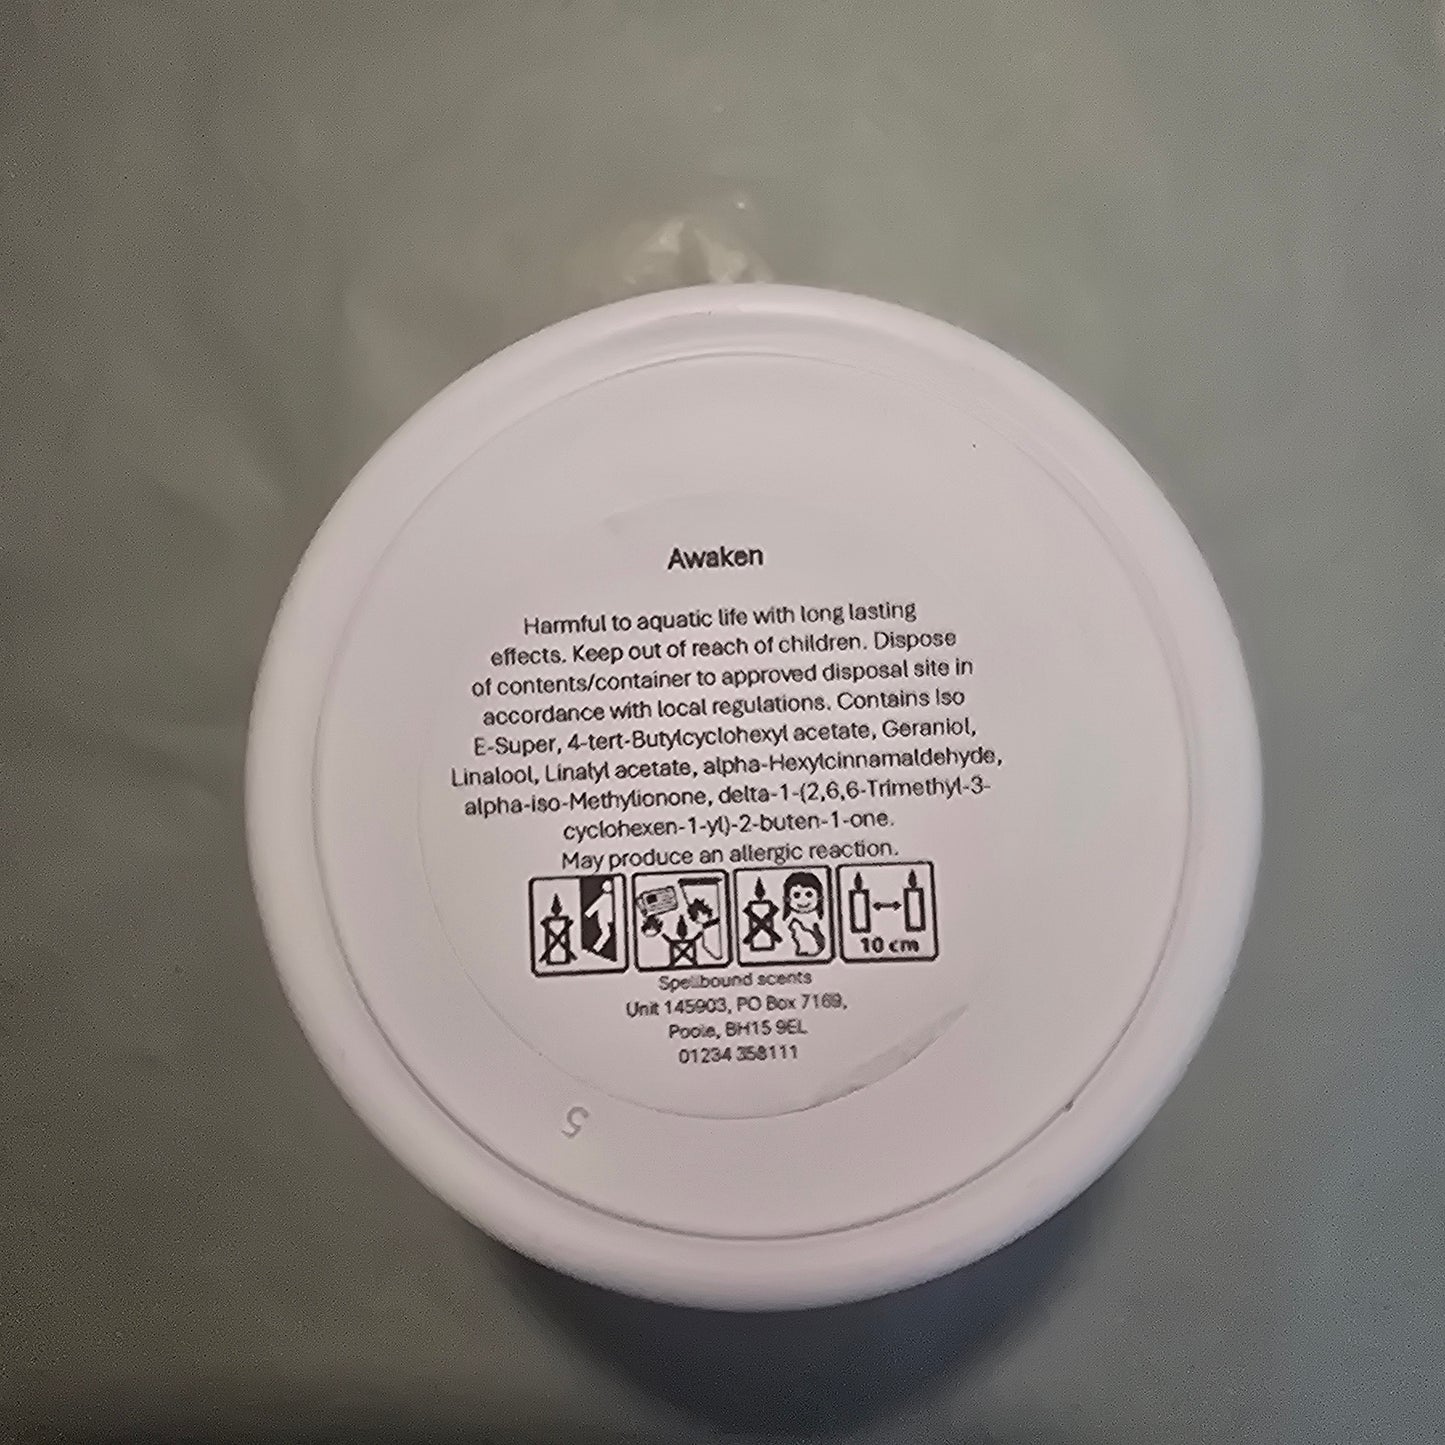 Awaken
Harmful to aquatic life with long lasting
effects. Keep out of reach of children. Dispose
of contents/container to approved disposal site in
accordance with local regulations. Contains Iso
E-Super, 4-tert-Butylcyclohexyl acetate, Geraniol,
Linalool, Linalyl acetate, alpha-Hexylcinnamaldehyde,
alpha-iso-Methylionone, delta-1-(2,6,6-Trimethyl-3-
cyclohexen-1-yl)-2-buten-1-one.
May produce an allergic reaction.
10 cm
Spellbound scents
Unit 145903, PO Box 7169,
Poole, BH15 9EL
01234 358111
5